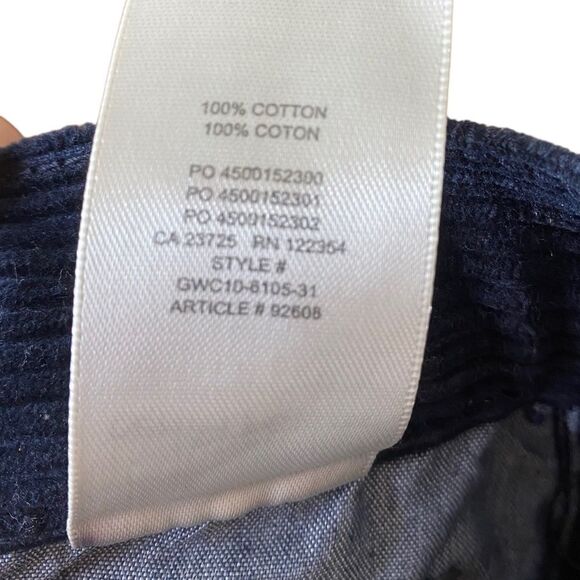 100% COTTON
100% COTON
PO 4500152300
PO 4500152301
PO 4500152302
CA 23725 RN 122354
STYLE #
GWC10-6105-31
ARTICLE # 92608